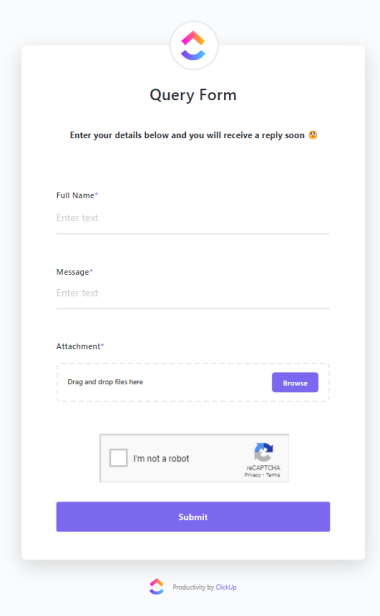 Query Form
Enter your details below and you will receive a reply soon
Full Name*
Enter text
Message*
Enter text
Attachment*
Drag and drop files here
Browse
I'm not a robot
reCAPTCHA
Privacy - Terms
Submit
Productivity by ClickUp